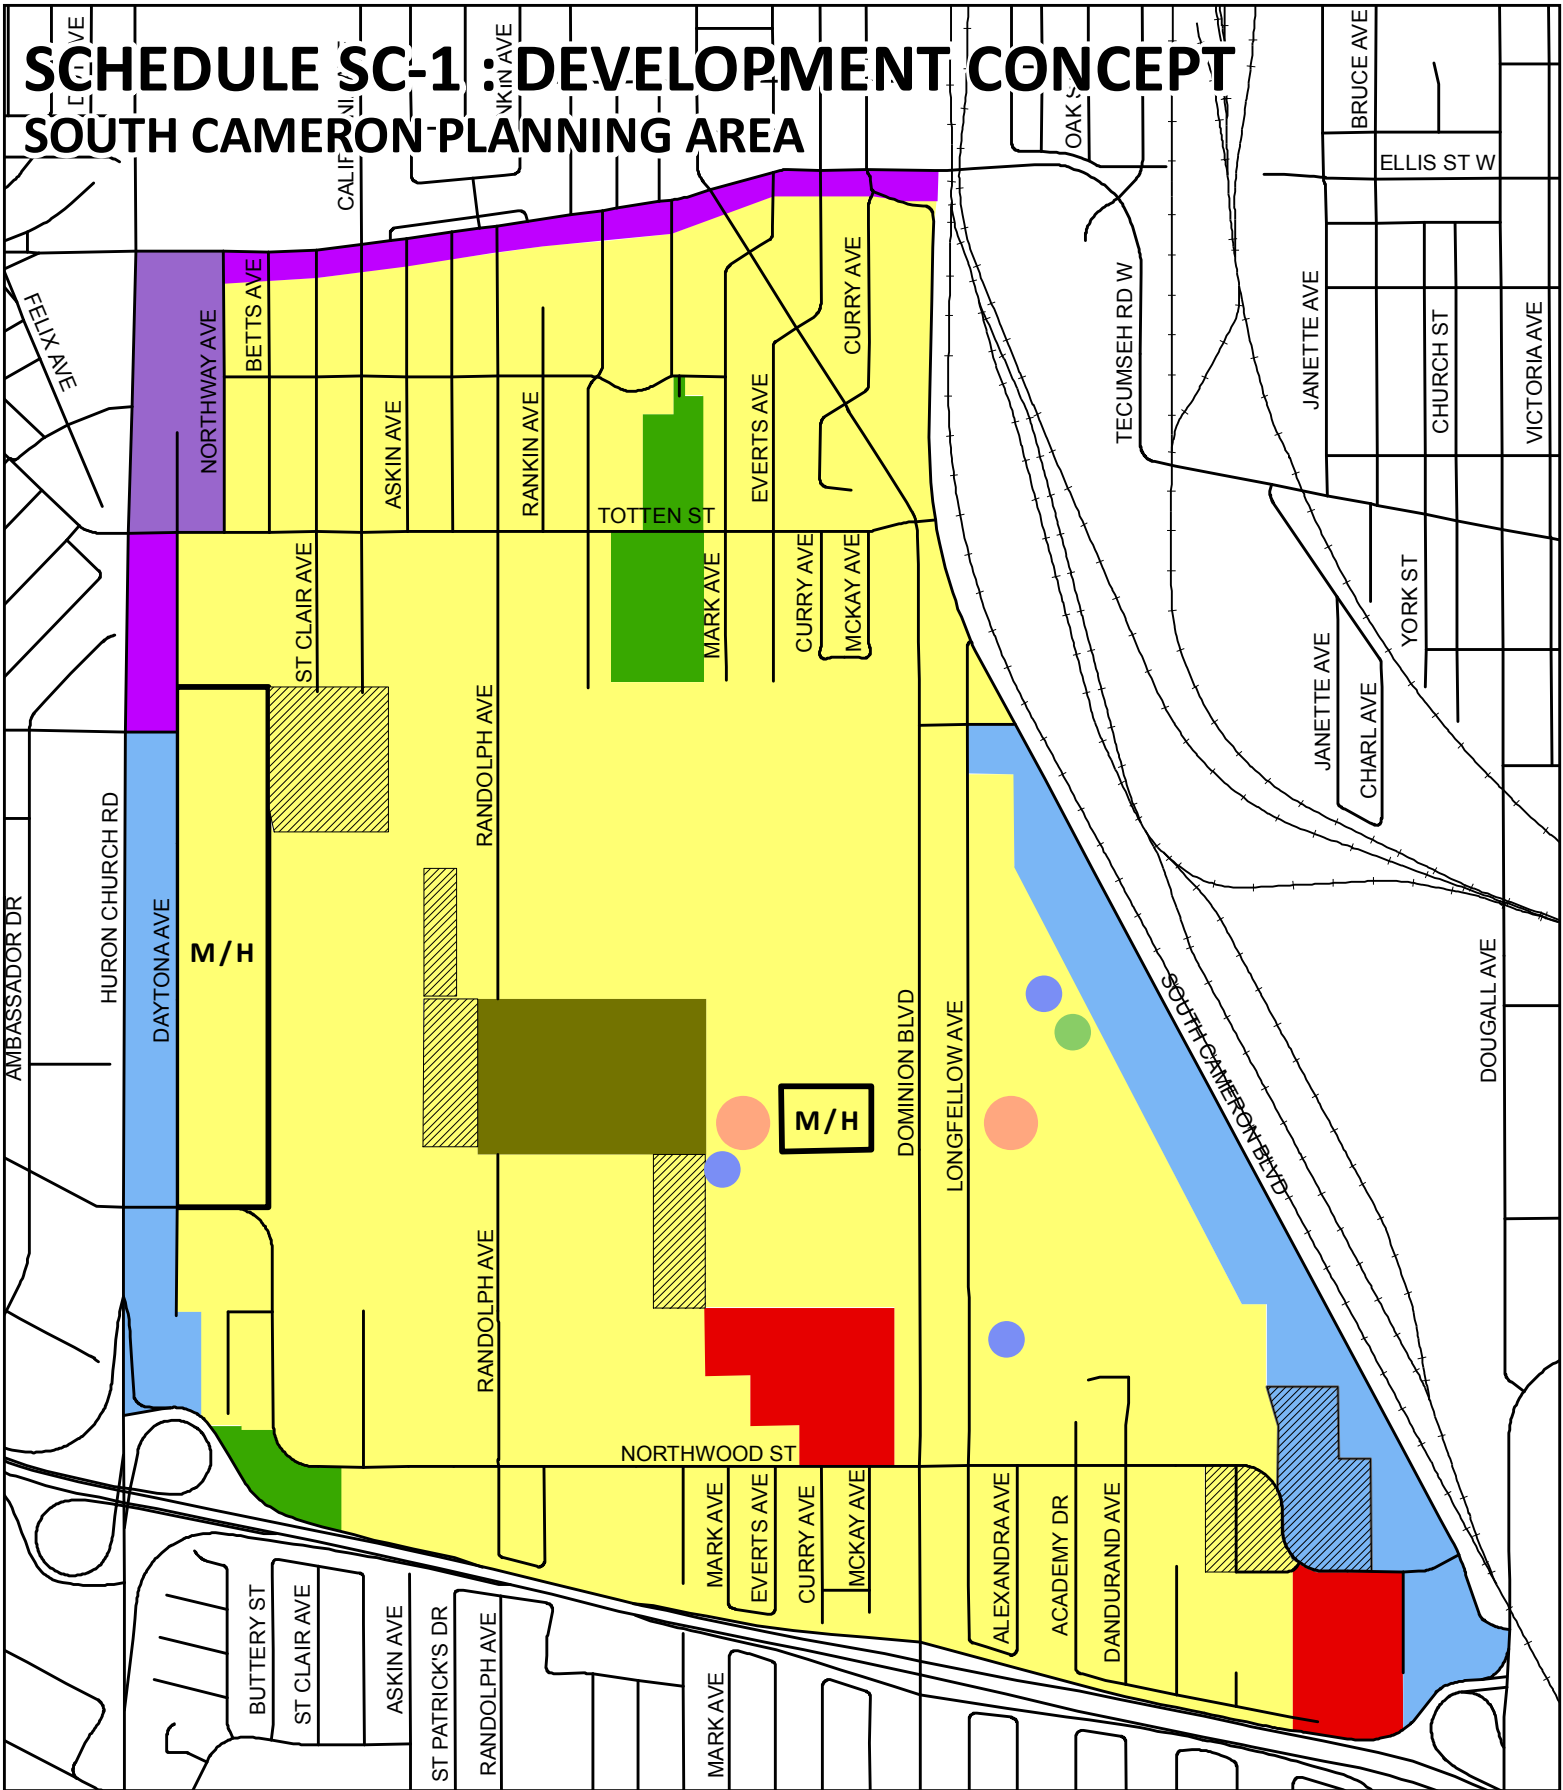 SCHEDULE SC-1 : DEVELOPMENT CONCEPT
SOUTH CAMERON PLANNING AREA
OAK S
BRUCE AVE
ELLIS ST W
FELIX AVE
NORTHWAY AVE
BETTS AVE
CURRY AVE
TECUMSEH RD W
JANETTE AVE
CHURCH ST
VICTORIA AVE
ASKIN AVE
RANKIN AVE
EVERTS AVE
TOTTEN ST
ST CLAIR AVE
MARK AVE
CURRY AVE
MCKAY AVE
YORK ST
JANETTE AVE
CHARL AVE
RANDOLPH AVE
HURON CHURCH RD
AMBASSADOR DR
DAYTONA AVE
M/H
DOMINION BLVD
LONGFELLOW AVE
SOUTH CAMERON BLVD
DOUGALL AVE
M/H
RANDOLPH AVE
NORTHWOOD ST
MARK AVE
EVERTS AVE
CURRY AVE
MCKAY AVE
ALEXANDRA AVE
ACADEMY DR
DANDURAND AVE
BUTTERY ST
ST CLAIR AVE
ASKIN AVE
ST PATRICK'S DR
RANDOLPH AVE
MARK AVE